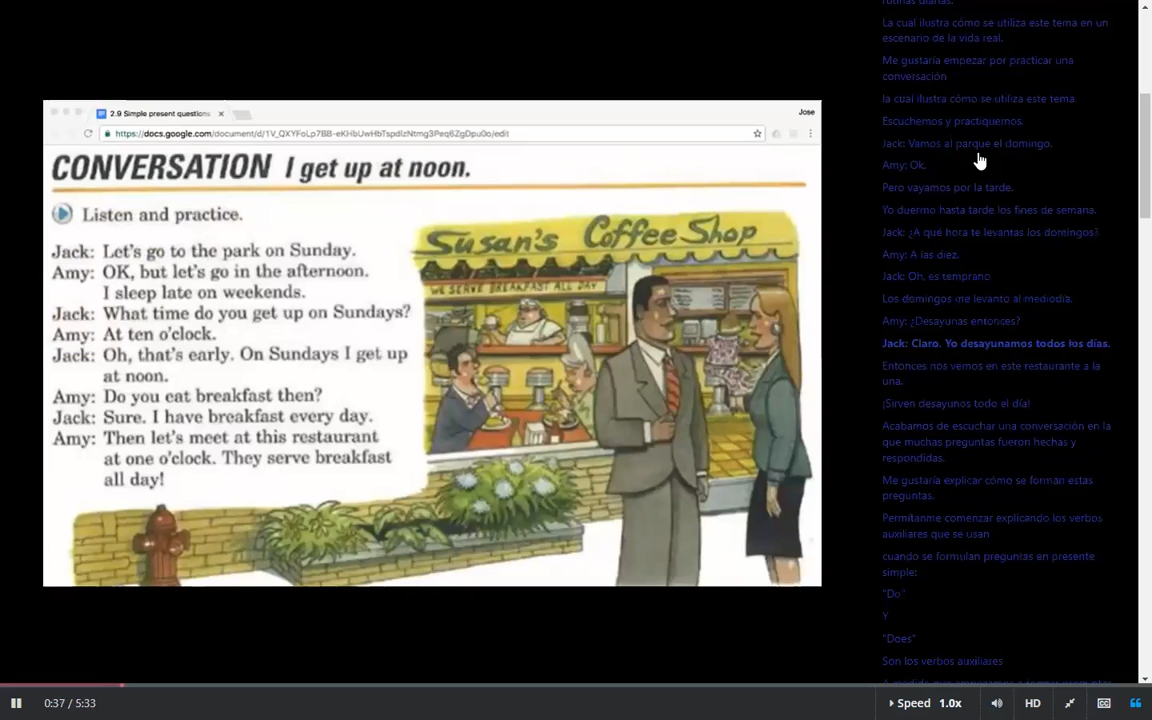 2.9 Simple present questions
Jose
https://docs.google.com/document/d/1V_QXYFoLp7BB-eKHbUwHbTspdIzNtmg3Peq6ZgDpu0o/edit
CONVERSATION I get up at noon.
Listen and practice.
Jack: Let's go to the park on Sunday.
Amy: OK, but let's go in the afternoon.
I sleep late on weekends.
Jack: What time do you get up on Sundays?
Amy: At ten o'clock.
Jack: Oh, that's early. On Sundays I get up
at noon.
Amy: Do you eat breakfast then?
Jack: Sure. I have breakfast every day.
Amy: Then let's meet at this restaurant
at one o'clock. They serve breakfast
all day!
Susan's Coffee Shop
WE SERVE BREAKFAST ALL DAY
rutinas diarias.
La cual ilustra cómo se utiliza este tema en un
escenario de la vida real.
Me gustaría empezar por practicar una
conversación
la cual ilustra cómo se utiliza este tema.
Escuchemos y practiquemos.
Jack: Vamos al parque el domingo.
Amy: Ok.
Pero vayamos por la tarde.
Yo duermo hasta tarde los fines de semana.
Jack: ¿A qué hora te levantas los domingos?
Amy: A las diez.
Jack: Oh, es temprano
Los domingos me levanto al mediodía.
Amy: ¿Desayunas entonces?
Jack: Claro. Yo desayunamos todos los días.
Entonces nos vemos en este restaurante a la
una.
¡Sirven desayunos todo el día!
Acabamos de escuchar una conversación en la
que muchas preguntas fueron hechas y
respondidas.
Me gustaría explicar cómo se forman estas
preguntas.
Permítanme comenzar explicando los verbos
auxiliares que se usan
cuando se formulan preguntas en presente
simple:
"Do"
Y
"Does"
Son los verbos auxiliares
0:37 / 5:33
Speed 1.0x
HD
CC